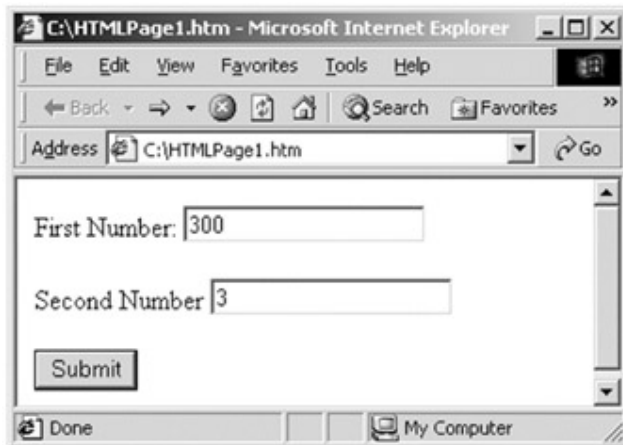 C:\HTMLPage1.htm - Microsoft Internet Explorer
File Edit View Favorites Tools Help
Back Search Favorites »
Address C:\HTMLPage1.htm Go
First Number: 300
Second Number 3
Submit
Done My Computer